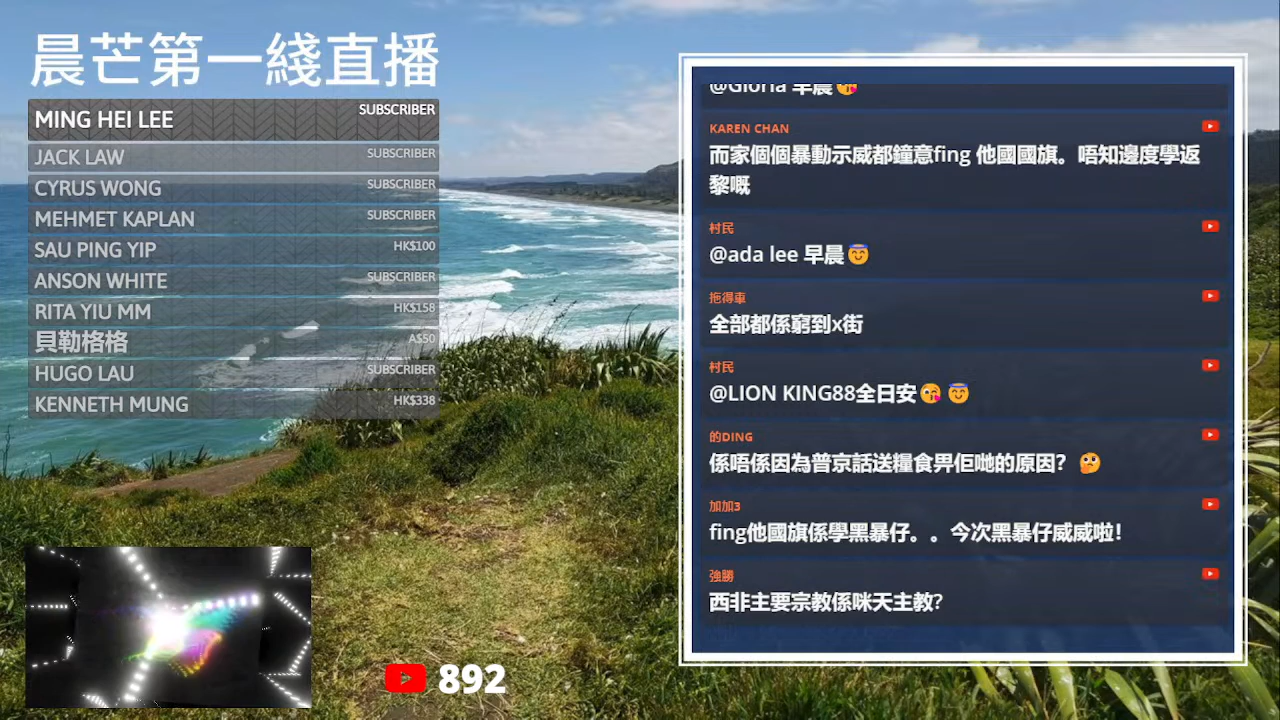 晨芒第一綫直播
MING HEI LEE SUBSCRIBER
JACK LAW SUBSCRIBER
CYRUS WONG SUBSCRIBER
MEHMET KAPLAN SUBSCRIBER
SAU PING YIP HK$100
ANSON WHITE SUBSCRIBER
RITA YIU MM HK$158
貝勒格格 A$50
HUGO LAU SUBSCRIBER
KENNETH MUNG HK$338
892
@Gloria 早晨😘
KAREN CHAN
而家個個暴動示威都鐘意fing 他國國旗。唔知邊度學返
黎嘅
村民
@ada lee 早晨😇
拖得車
全部都係窮到x街
村民
@LION KING88全日安😘😇
的DING
係唔係因為普京話送糧食畀佢哋的原因？🤔
加加3
fing他國旗係學黑暴仔。。今次黑暴仔威威啦！
強勝
西非主要宗教係咪天主教？